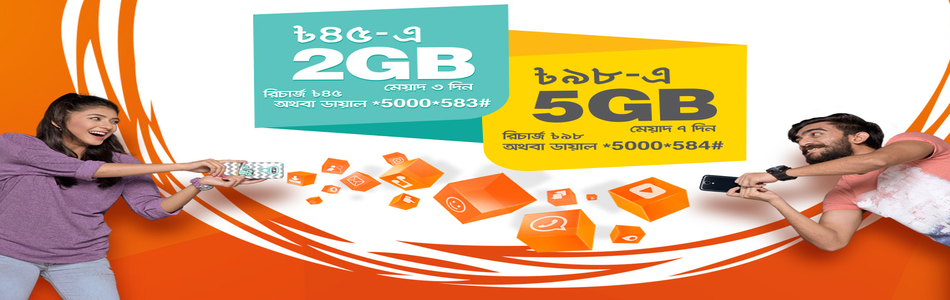 ৳৪৫-এ
2GB
মেয়াদ ৩ দিন
রিচার্জ ৳৪৫
অথবা ডায়াল *5000*583#
৳৯৮-এ
5GB
মেয়াদ ৭ দিন
রিচার্জ ৳৯৮
অথবা ডায়াল *5000*584#